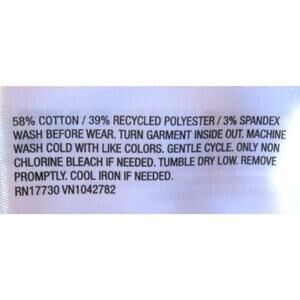 58% COTTON / 39% RECYCLED POLYESTER / 3% SPANDEX
WASH BEFORE WEAR. TURN GARMENT INSIDE OUT. MACHINE
WASH COLD WITH LIKE COLORS. GENTLE CYCLE. ONLY NON
CHLORINE BLEACH IF NEEDED. TUMBLE DRY LOW. REMOVE
PROMPTLY. COOL IRON IF NEEDED.
RN17730 VN1042782